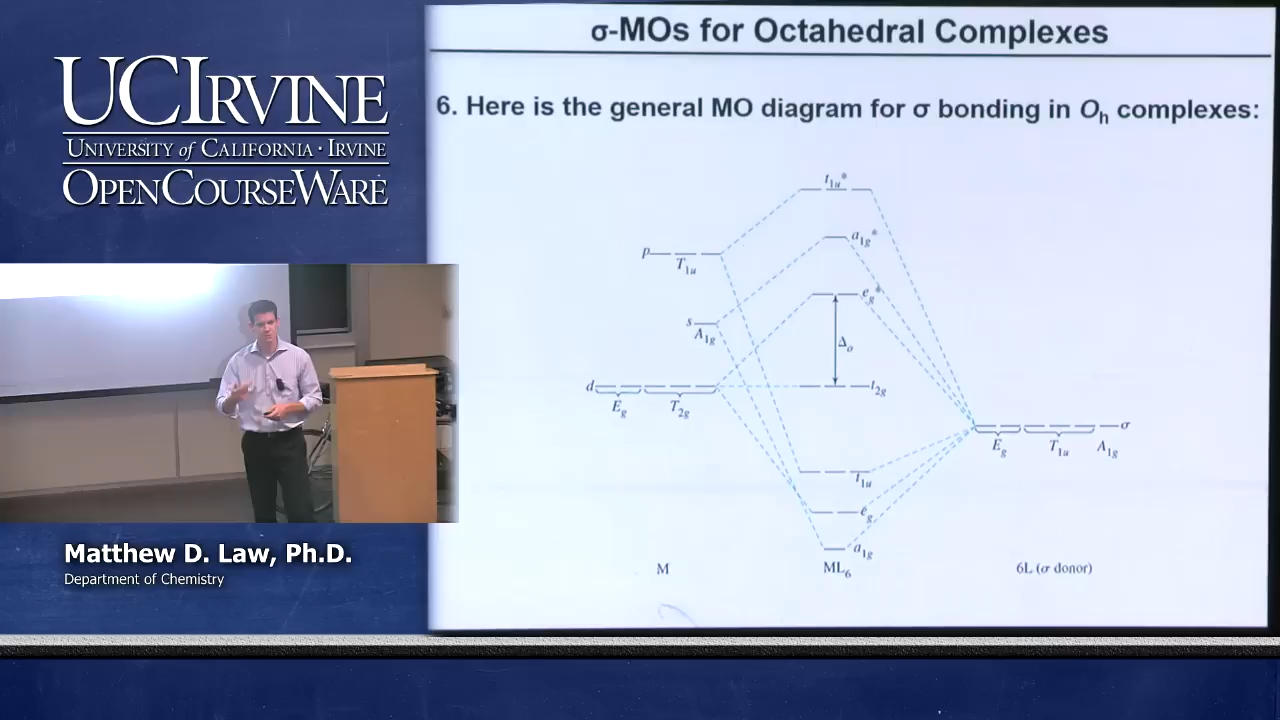 UCIRVINE
UNIVERSITY of CALIFORNIA · IRVINE
OPENCOURSEWARE
Matthew D. Law, Ph.D.
Department of Chemistry
σ-MOs for Octahedral Complexes
6. Here is the general MO diagram for σ bonding in Oh complexes:
t1u*
a1g*
p
T1u
eg*
s
A1g
Δo
d
t2g
Eg T2g
σ
Eg T1u A1g
t1u
eg
a1g
M ML6 6L (σ donor)